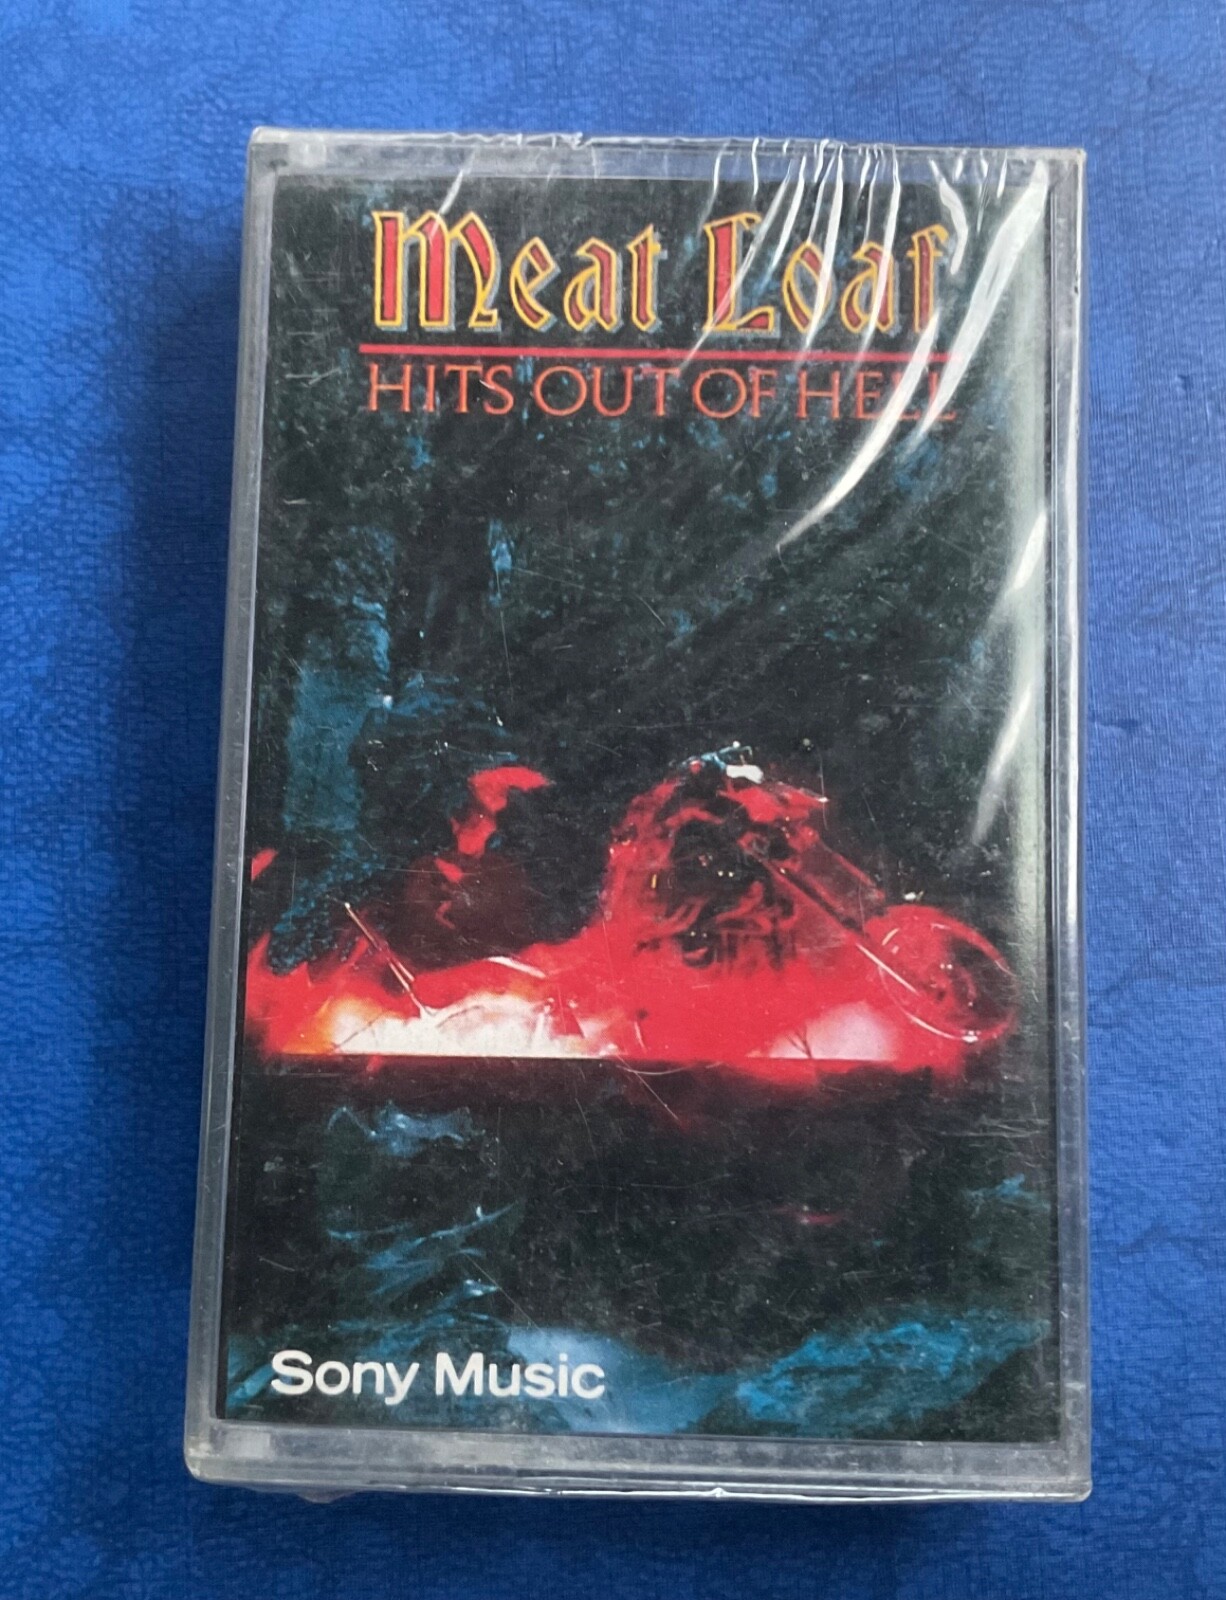 Meat Loaf
HITS OUT OF HELL
Sony Music